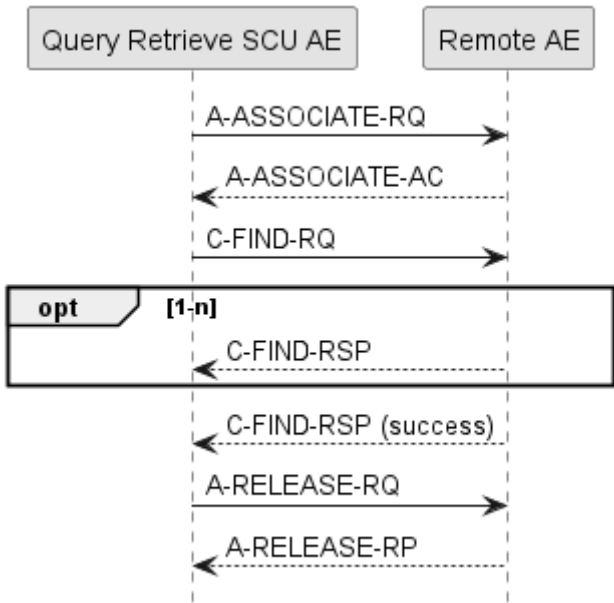 Query Retrieve SCU AE
Remote AE
A-ASSOCIATE-RQ
A-ASSOCIATE-AC
C-FIND-RQ
opt [1-n]
C-FIND-RSP
C-FIND-RSP (success)
A-RELEASE-RQ
A-RELEASE-RP